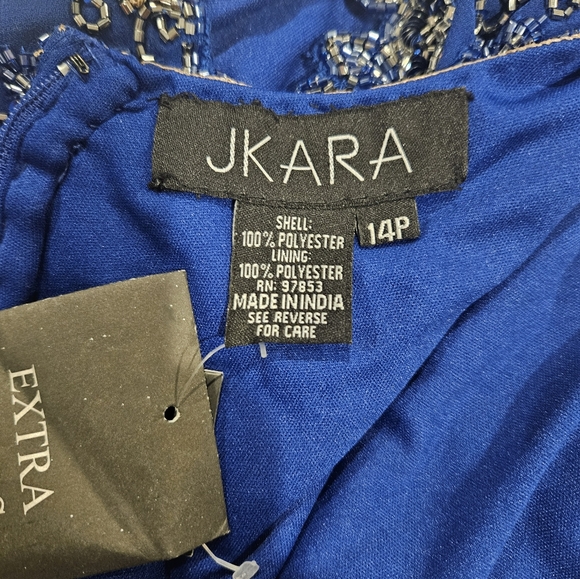 JKARA
14P
SHELL:
100% POLYESTER
LINING:
100% POLYESTER
RN: 97853
MADE IN INDIA
SEE REVERSE
FOR CARE
EXTRA